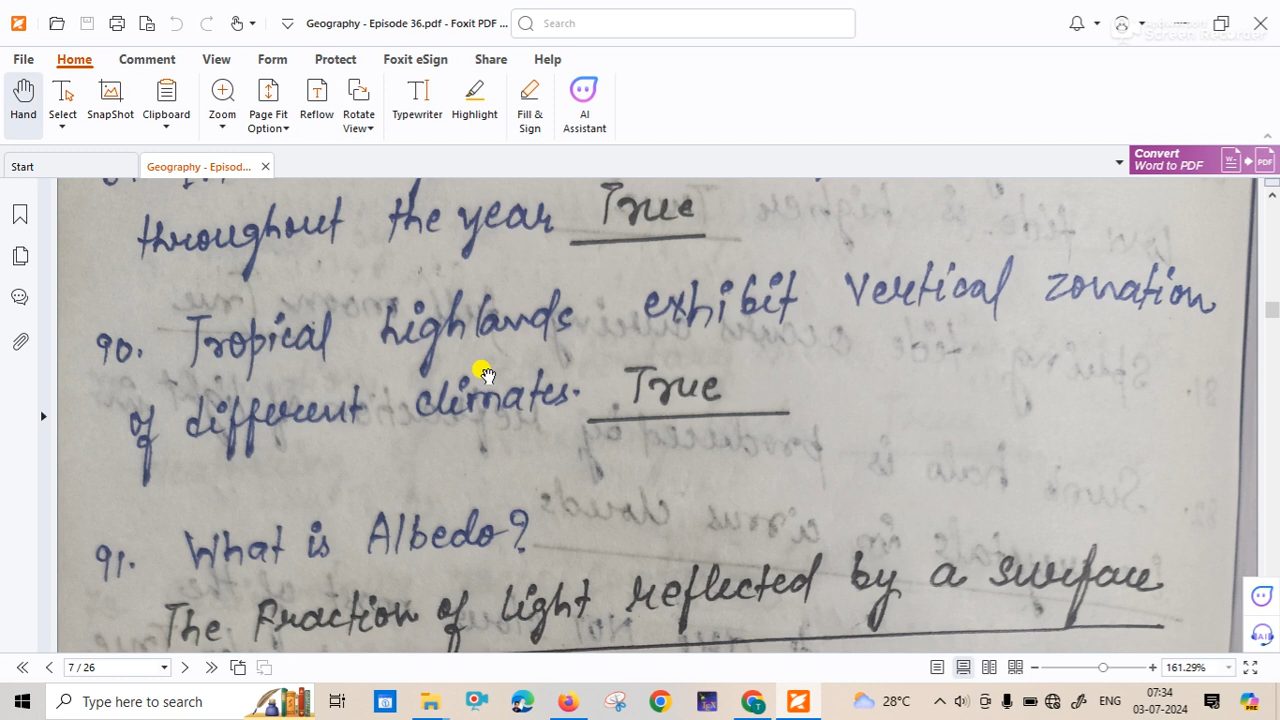 Geography - Episode 36.pdf - Foxit PDF ...
Search
Screen Recorder
File
Home
Comment
View
Form
Protect
Foxit eSign
Share
Help
Hand
Select
SnapShot
Clipboard
Zoom
Page Fit Option
Reflow
Rotate View
Typewriter
Highlight
Fill & Sign
AI Assistant
Start
Geography - Episod...
Convert Word to PDF
throughout the year True
90. Tropical highlands exhibit vertical zonation
of different climates. True
91. What is Albedo?
The Fraction of light reflected by a surface
7 / 26
161.29%
Type here to search
28°C
ENG
07:34
03-07-2024